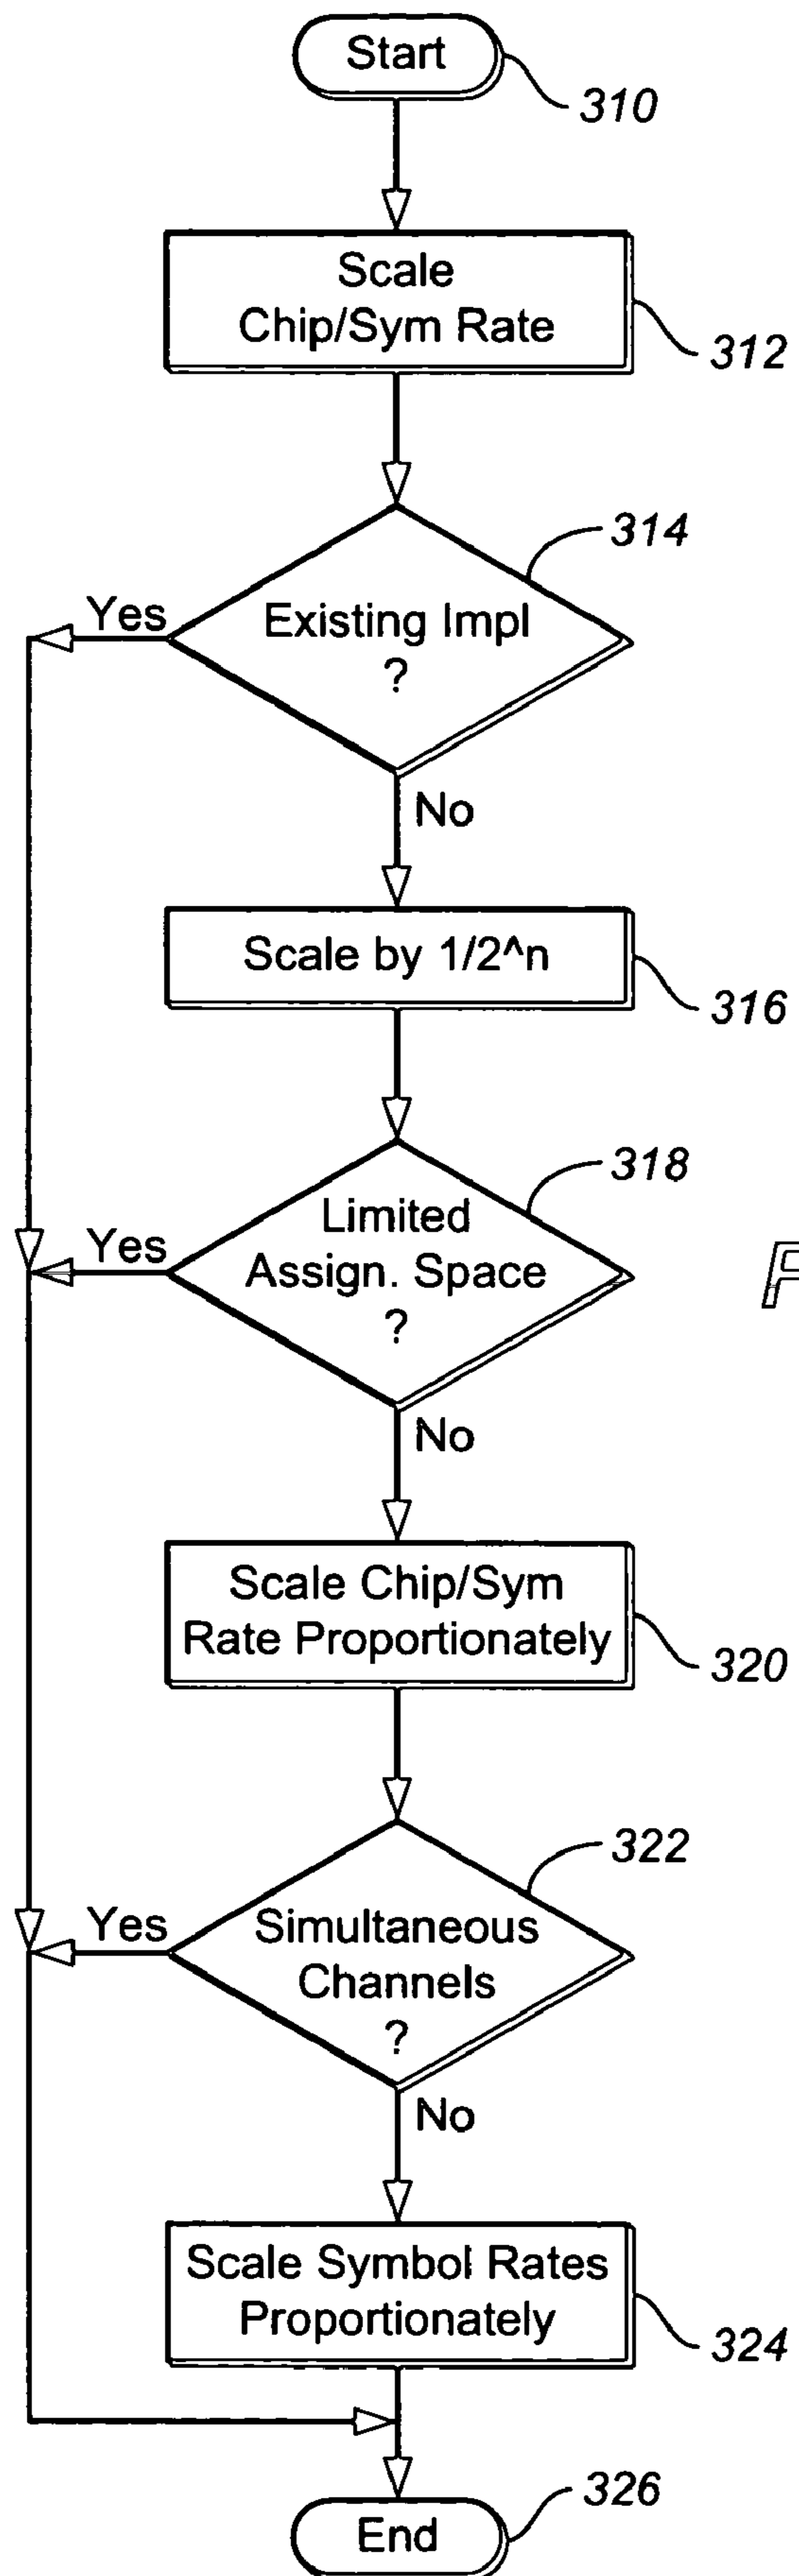 Start
310
Scale
Chip/Sym Rate
312
314
Yes
Existing Impl
?
No
Scale by 1/2^n
316
318
Yes
Limited
Assign. Space
?
No
Scale Chip/Sym
Rate Proportionately
320
322
Yes
Simultaneous
Channels
?
No
Scale Symbol Rates
Proportionately
324
326
End